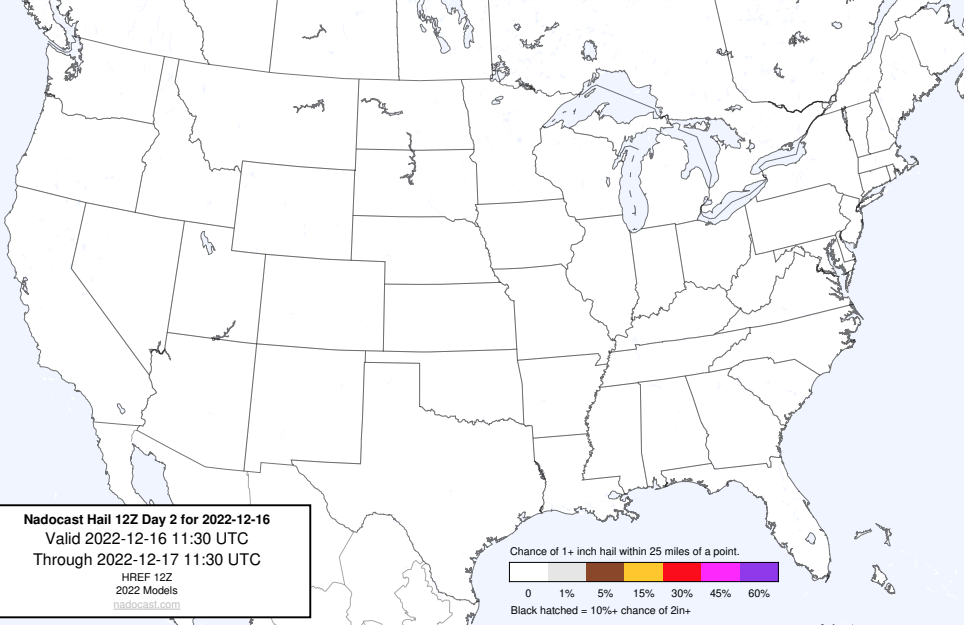 Nadocast Hail 12Z Day 2 for 2022-12-16
Valid 2022-12-16 11:30 UTC
Through 2022-12-17 11:30 UTC
HREF 12Z
2022 Models
nadocast.com
Chance of 1+ inch hail within 25 miles of a point.
0 1% 5% 15% 30% 45% 60%
Black hatched = 10%+ chance of 2in+